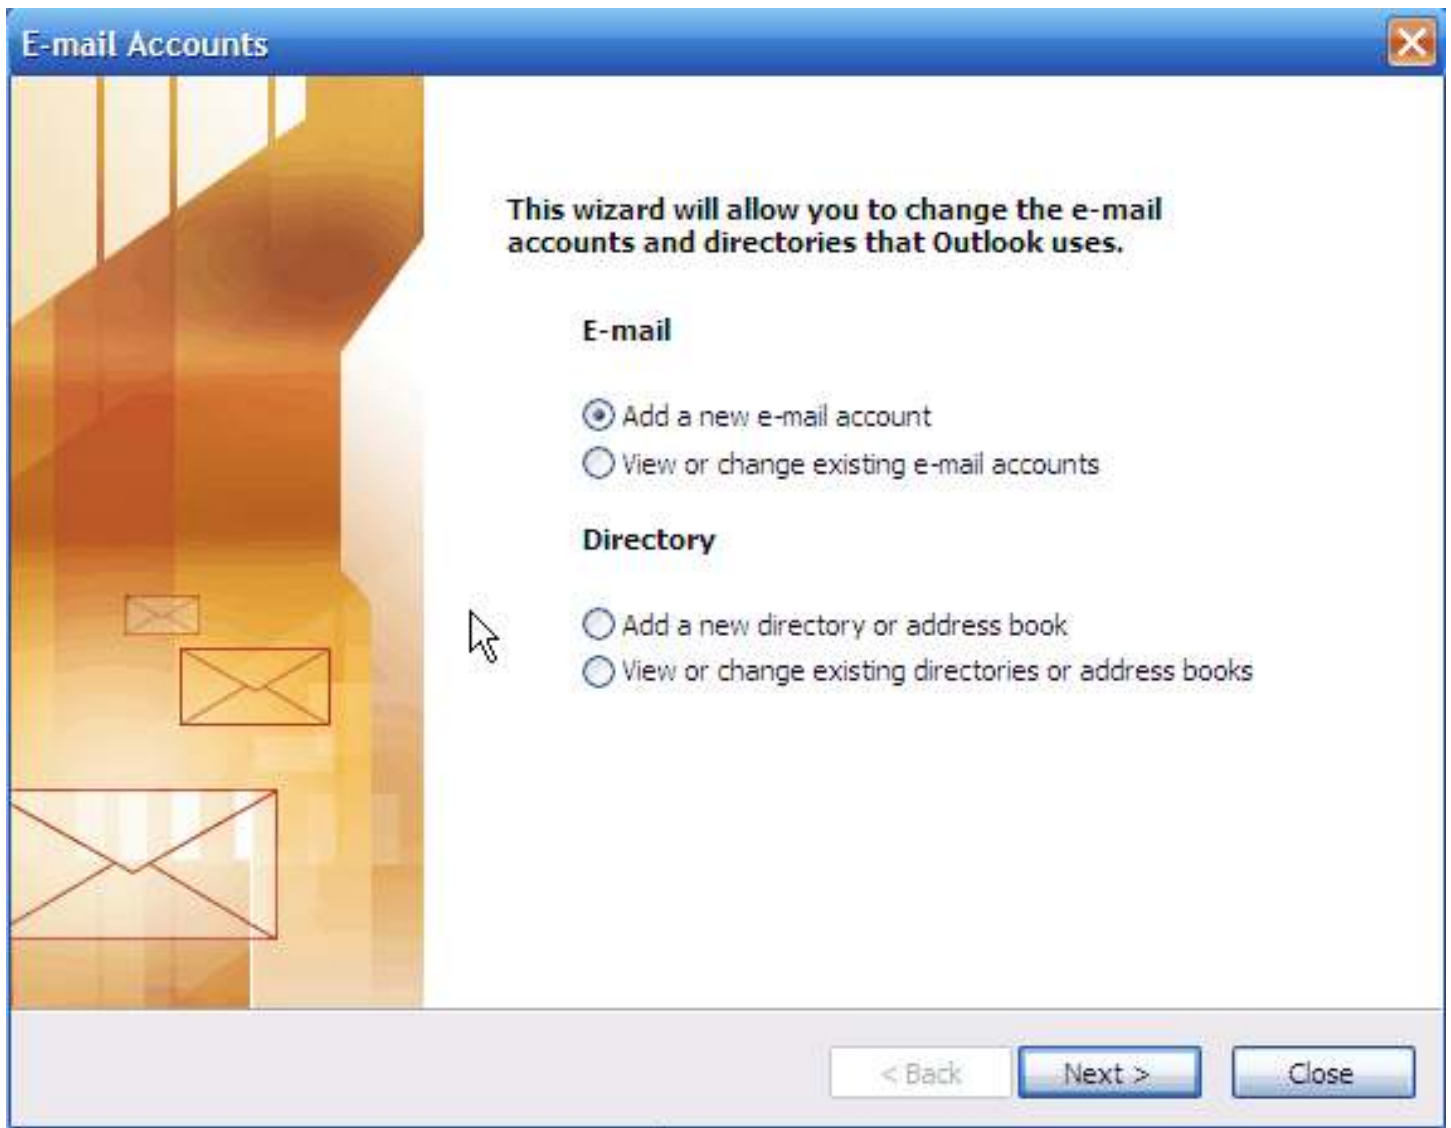 E-mail Accounts
This wizard will allow you to change the e-mail
accounts and directories that Outlook uses.
E-mail
Add a new e-mail account
View or change existing e-mail accounts
Directory
Add a new directory or address book
View or change existing directories or address books
< Back Next > Close